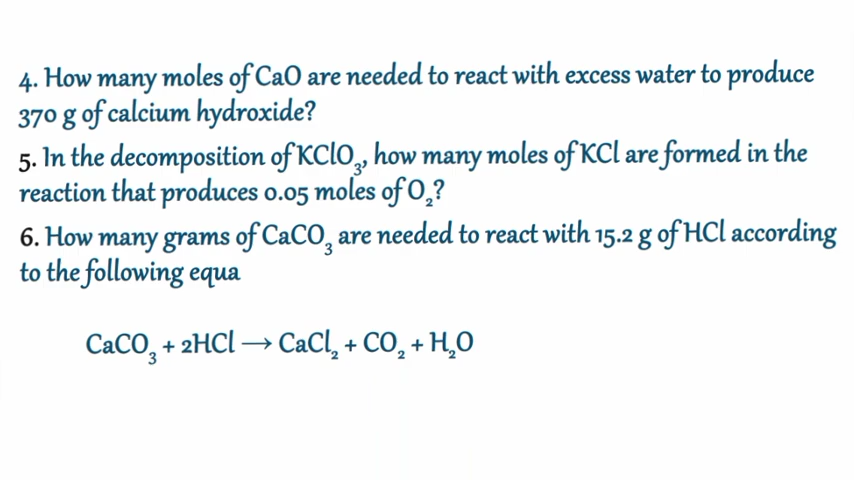 4. How many moles of CaO are needed to react with excess water to produce
370 g of calcium hydroxide?
5. In the decomposition of KClO₃, how many moles of KCl are formed in the
reaction that produces 0.05 moles of O₂?
6. How many grams of CaCO₃ are needed to react with 15.2 g of HCl according
to the following equa
CaCO₃ + 2HCl → CaCl₂ + CO₂ + H₂O